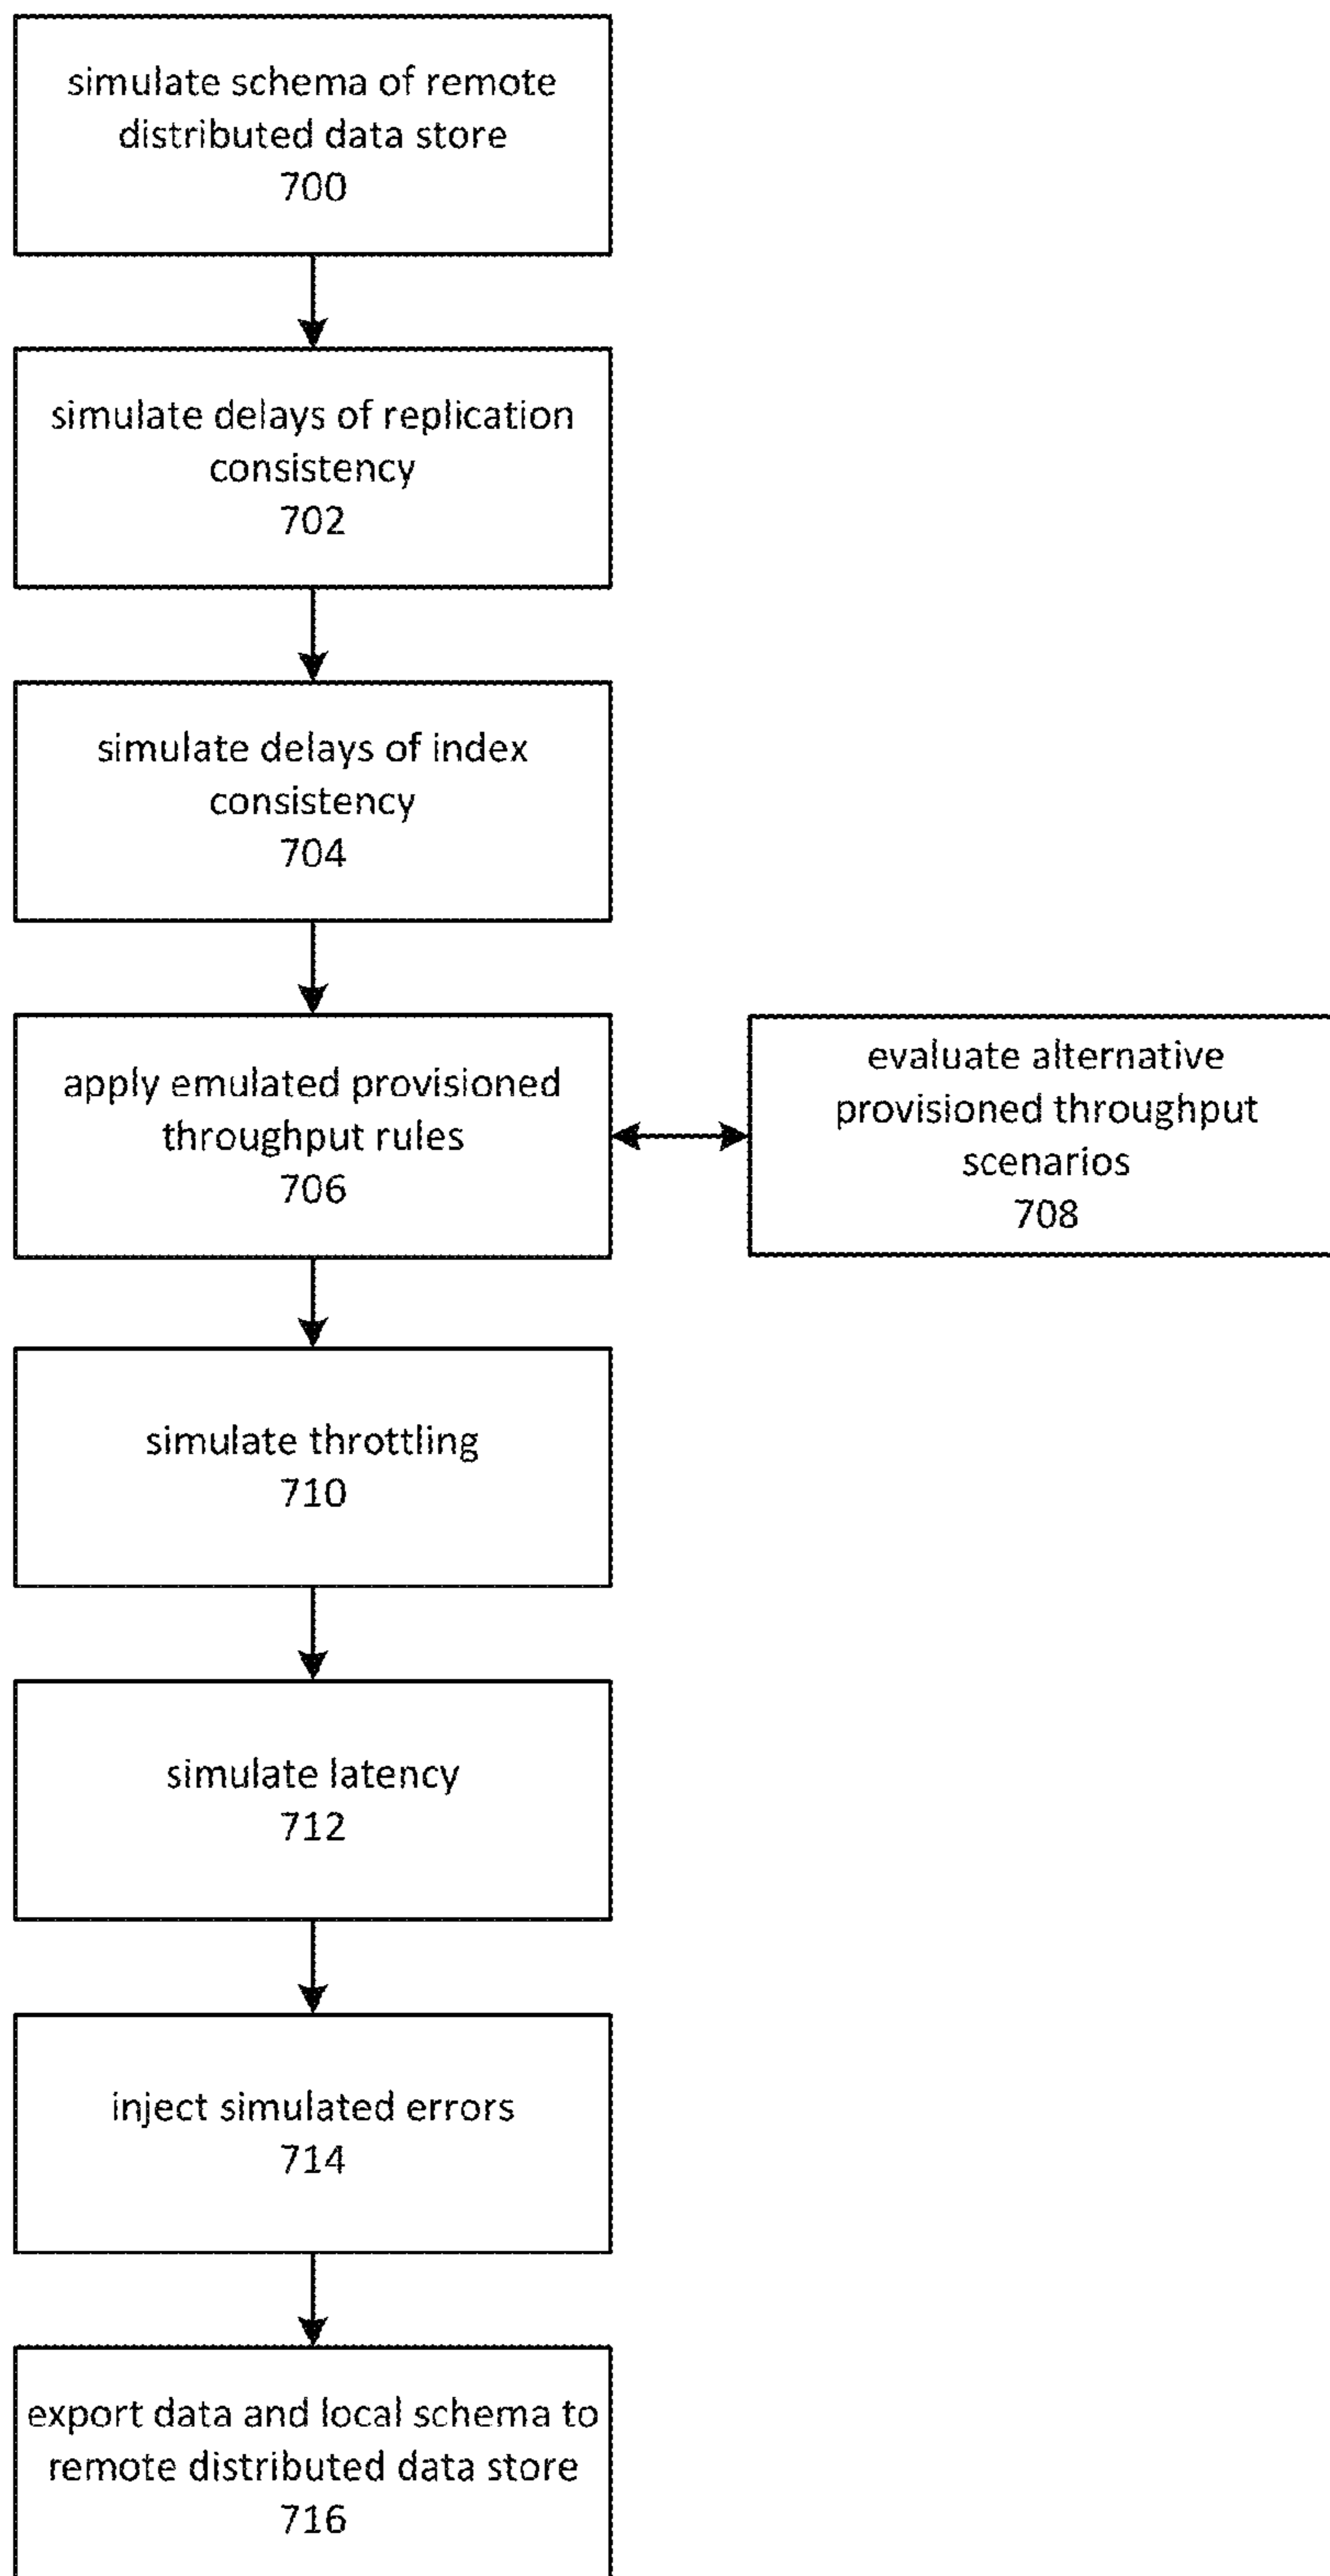 simulate schema of remote
distributed data store
700
simulate delays of replication
consistency
702
simulate delays of index
consistency
704
apply emulated provisioned
throughput rules
706
evaluate alternative
provisioned throughput
scenarios
708
simulate throttling
710
simulate latency
712
inject simulated errors
714
export data and local schema to
remote distributed data store
716